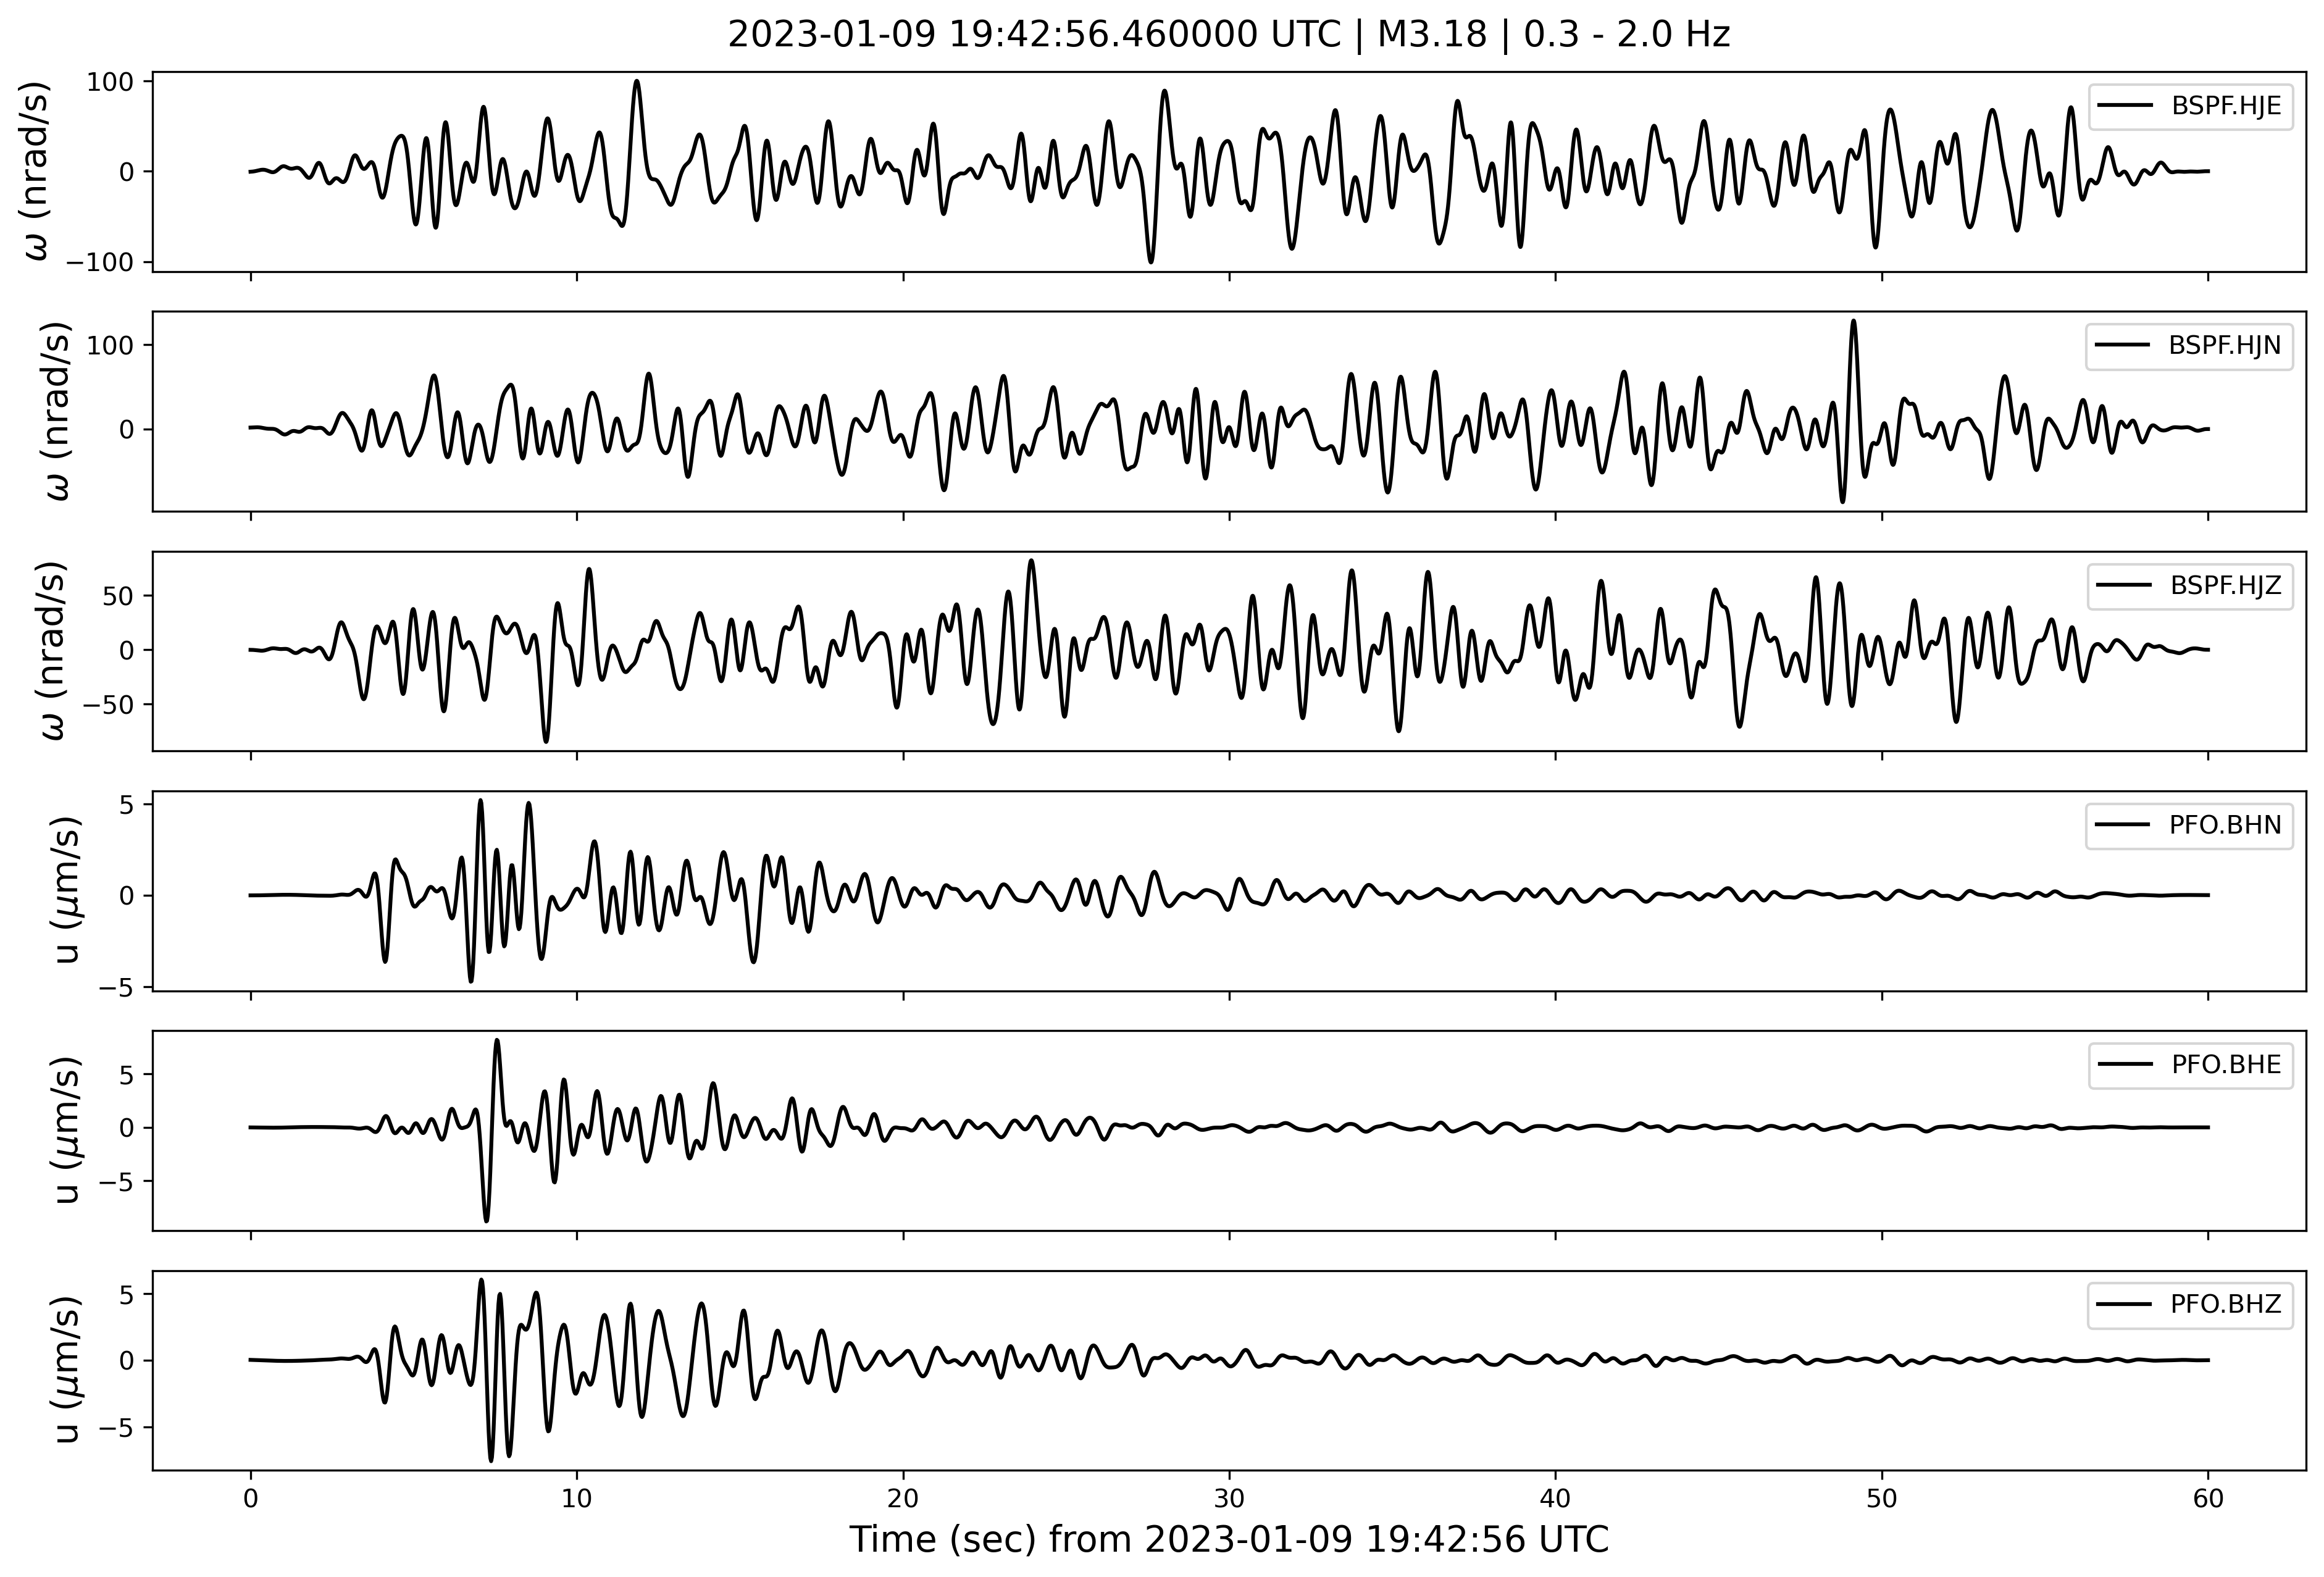 2023-01-09 19:42:56.460000 UTC | M3.18 | 0.3 - 2.0 Hz
ω (nrad/s)
100
0
−100
BSPF.HJE
ω (nrad/s)
100
0
BSPF.HJN
ω (nrad/s)
50
0
−50
BSPF.HJZ
u (μm/s)
5
0
−5
PFO.BHN
u (μm/s)
5
0
−5
PFO.BHE
u (μm/s)
5
0
−5
PFO.BHZ
0 10 20 30 40 50 60
Time (sec) from 2023-01-09 19:42:56 UTC